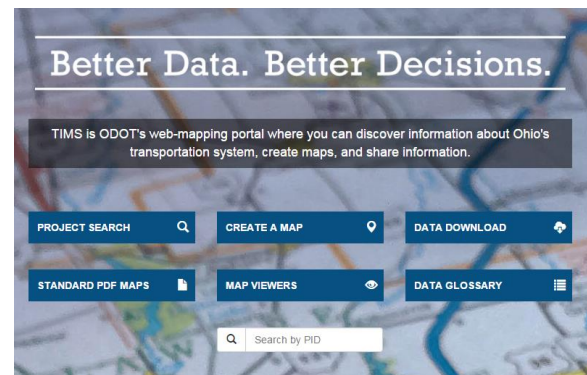 Better Data. Better Decisions.
TIMS is ODOT's web-mapping portal where you can discover information about Ohio's
transportation system, create maps, and share information.
PROJECT SEARCH
CREATE A MAP
DATA DOWNLOAD
STANDARD PDF MAPS
MAP VIEWERS
DATA GLOSSARY
Search by PID